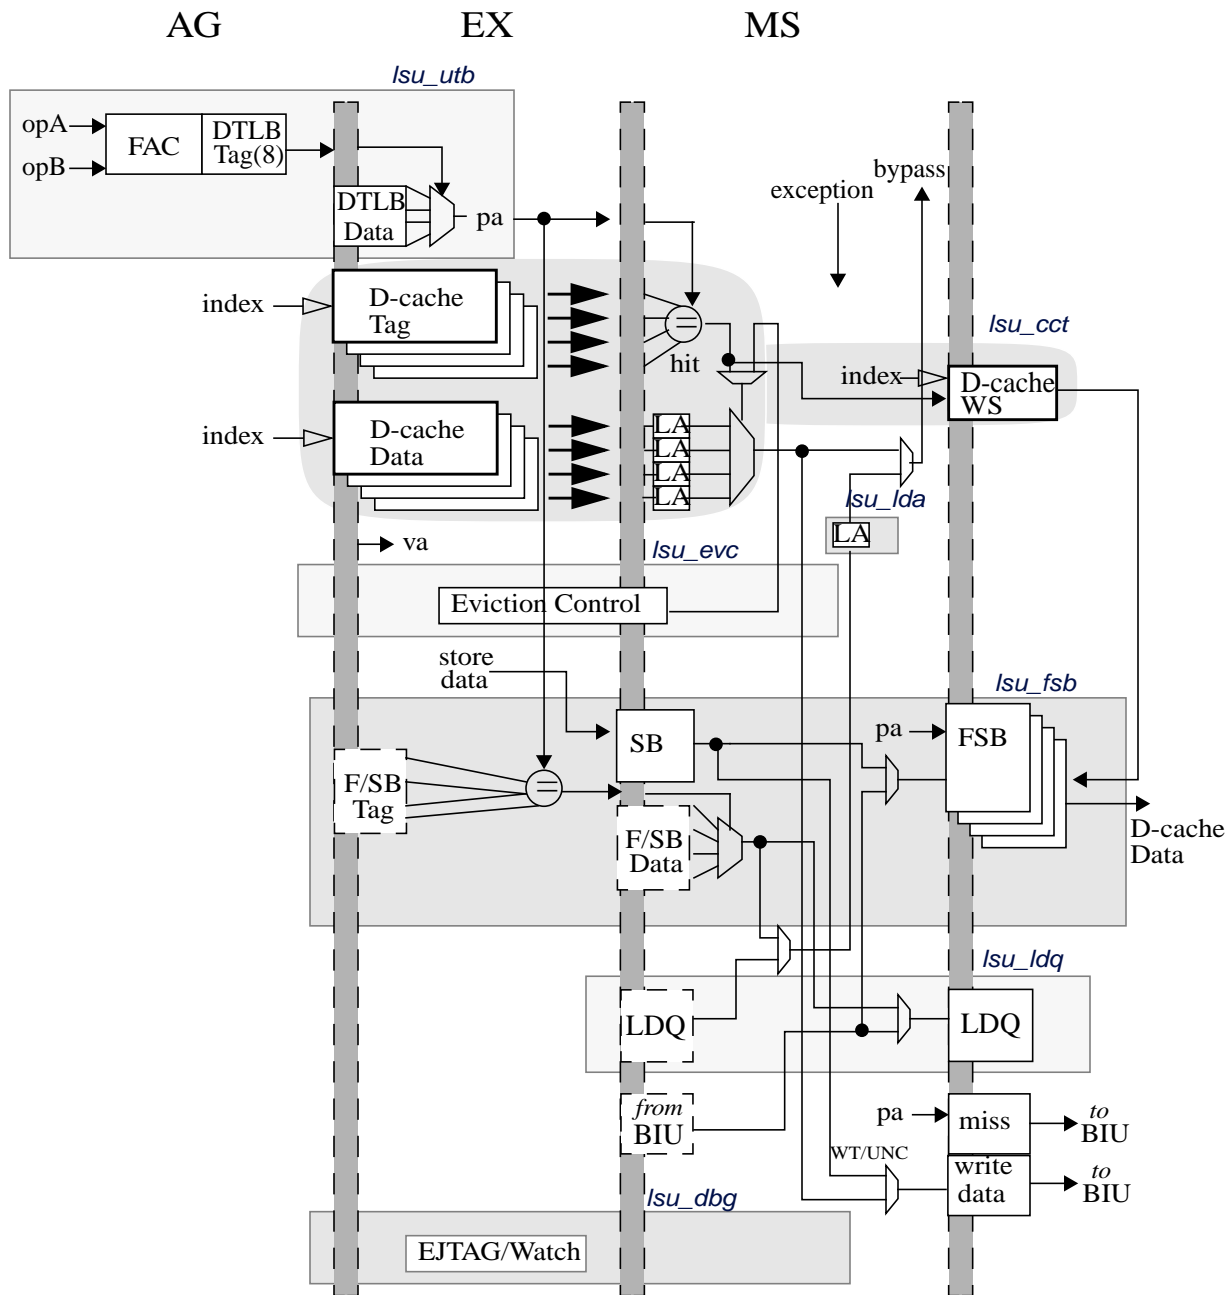 AG
EX
MS
lsu_utb
opA
opB
FAC
DTLB
Tag(8)
DTLB
Data
pa
exception
bypass
index
D-cache
Tag
hit
lsu_cct
index
D-cache
WS
index
D-cache
Data
LA
LA
LA
LA
lsu_lda
LA
va
lsu_evc
Eviction Control
store
data
lsu_fsb
SB
pa
FSB
F/SB
Tag
F/SB
Data
D-cache
Data
lsu_ldq
LDQ
LDQ
from
BIU
pa
miss
to
BIU
WT/UNC
write
data
to
BIU
lsu_dbg
EJTAG/Watch